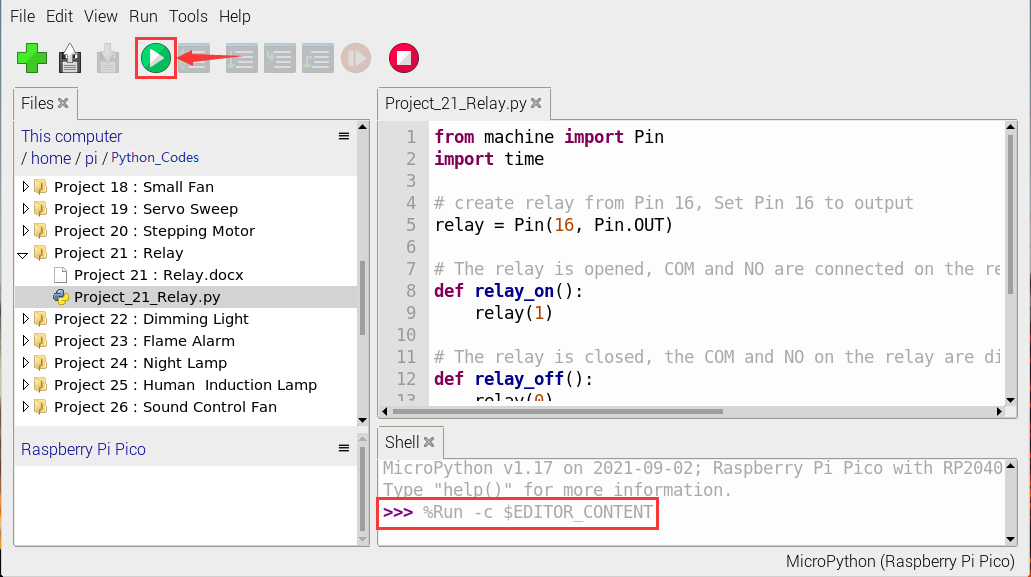 File Edit View Run Tools Help
Files
This computer
/ home / pi / Python_Codes
Project 18 : Small Fan
Project 19 : Servo Sweep
Project 20 : Stepping Motor
Project 21 : Relay
Project 21 : Relay.docx
Project_21_Relay.py
Project 22 : Dimming Light
Project 23 : Flame Alarm
Project 24 : Night Lamp
Project 25 : Human  Induction Lamp
Project 26 : Sound Control Fan
Raspberry Pi Pico
Project_21_Relay.py
1 from machine import Pin
2 import time
3
4 # create relay from Pin 16, Set Pin 16 to output
5 relay = Pin(16, Pin.OUT)
6
7 # The relay is opened, COM and NO are connected on the re
8 def relay_on():
9     relay(1)
10
11 # The relay is closed, the COM and NO on the relay are di
12 def relay_off():
13     relay(0)
Shell
MicroPython v1.17 on 2021-09-02; Raspberry Pi Pico with RP2040
Type "help()" for more information.
>>> %Run -c $EDITOR_CONTENT
MicroPython (Raspberry Pi Pico)